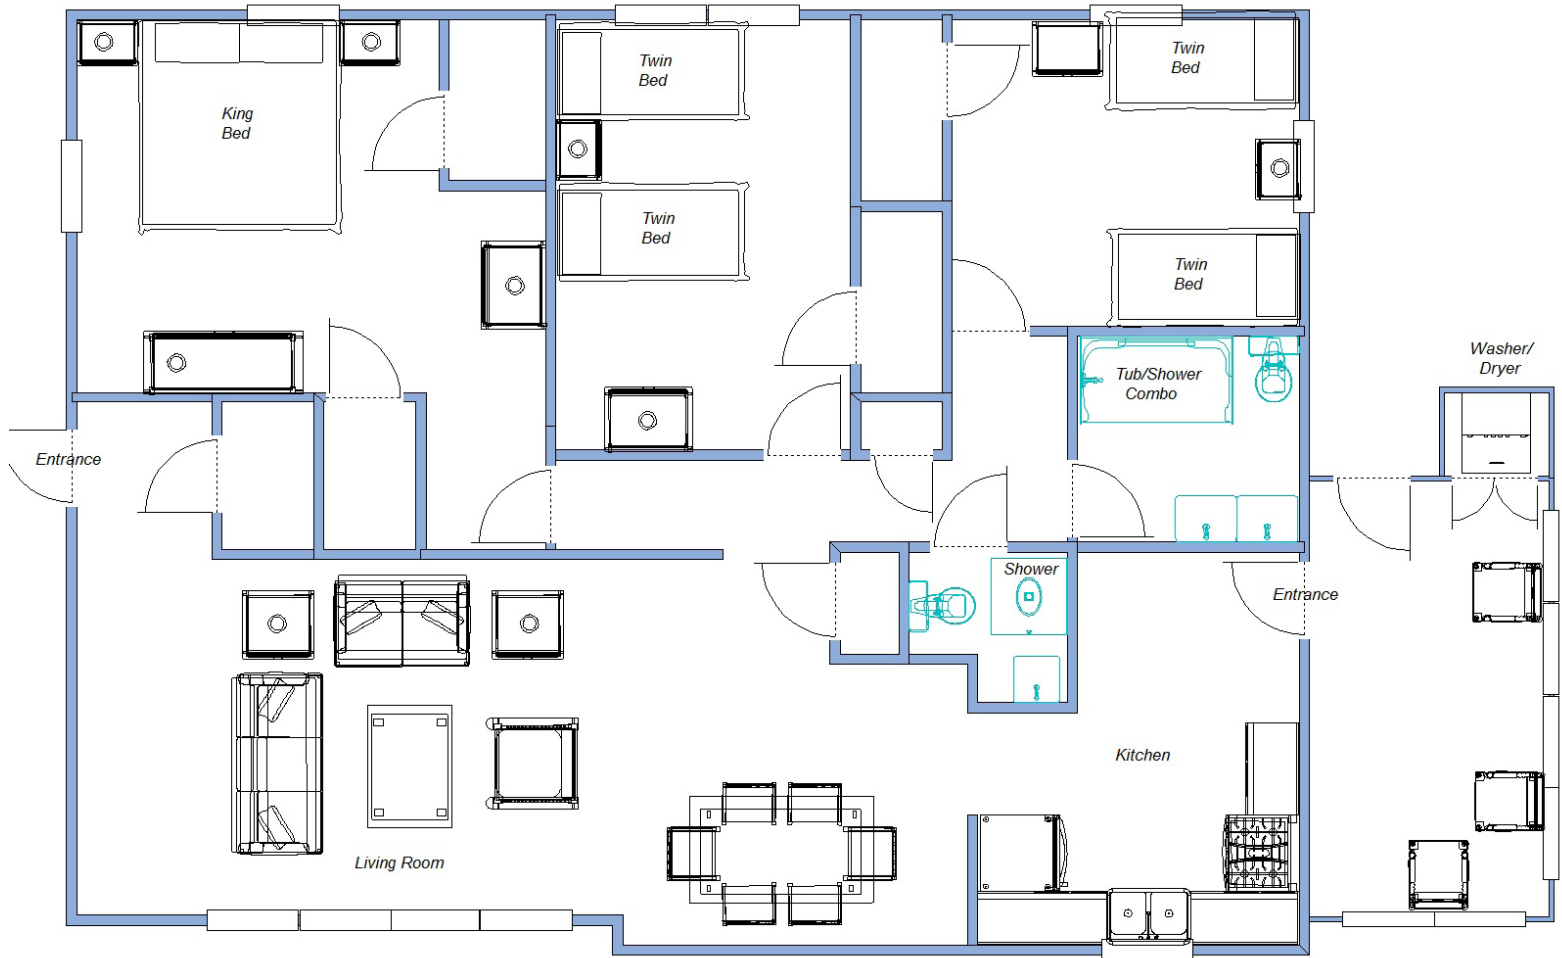 King
Bed
Twin
Bed
Twin
Bed
Twin
Bed
Twin
Bed
Tub/Shower
Combo
Washer/
Dryer
Entrance
Shower
Entrance
Kitchen
Living Room